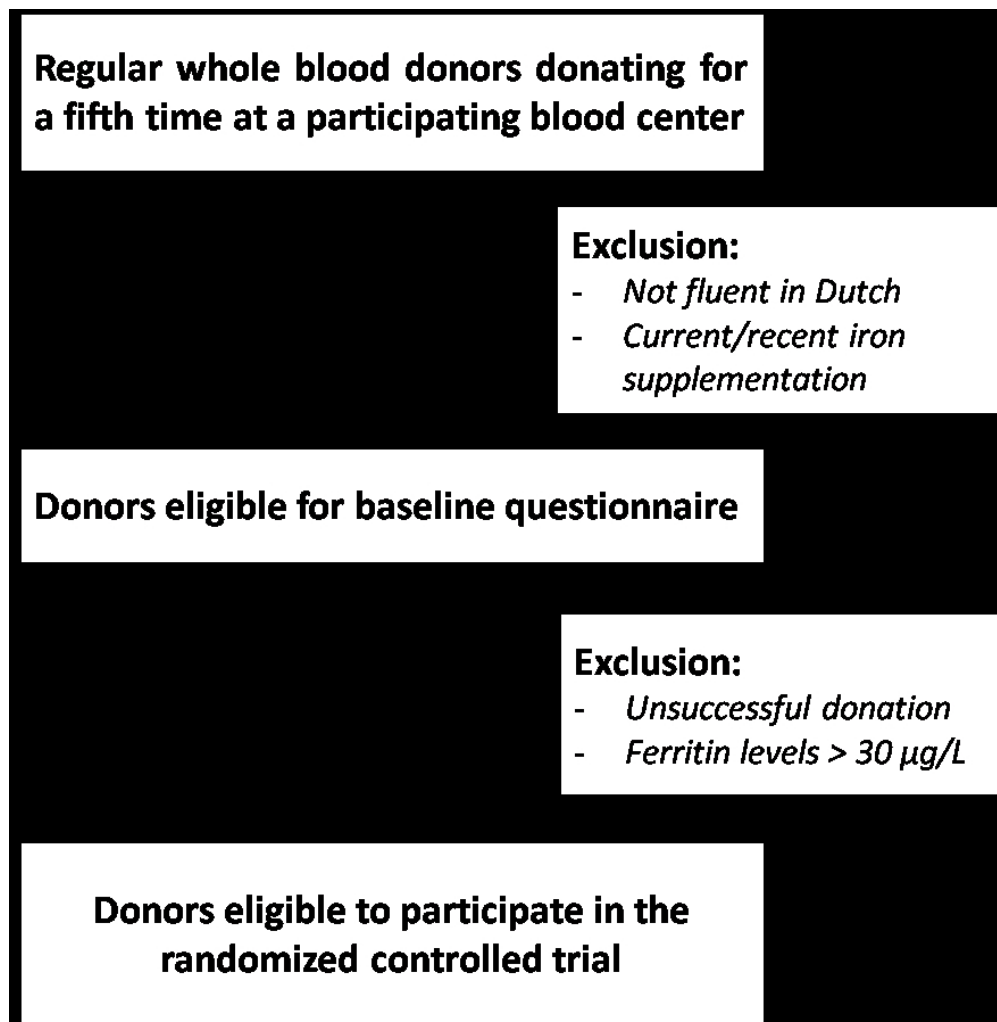 Regular whole blood donors donating for
a fifth time at a participating blood center
Exclusion:
- Not fluent in Dutch
- Current/recent iron
supplementation
Donors eligible for baseline questionnaire
Exclusion:
- Unsuccessful donation
- Ferritin levels > 30 µg/L
Donors eligible to participate in the
randomized controlled trial